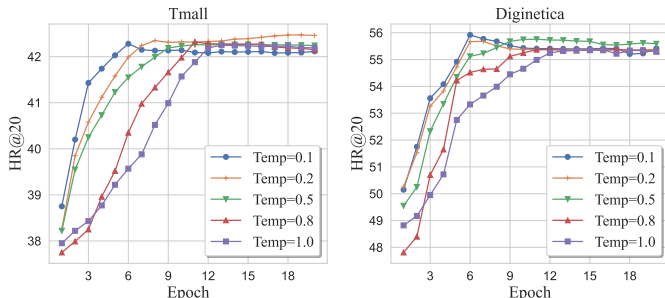 Tmall
HR@20
42
41
40
39
38
3 6 9 12 15 18
Epoch
Temp=0.1
Temp=0.2
Temp=0.5
Temp=0.8
Temp=1.0
Diginetica
HR@20
56
55
54
53
52
51
50
49
48
3 6 9 12 15 18
Epoch
Temp=0.1
Temp=0.2
Temp=0.5
Temp=0.8
Temp=1.0